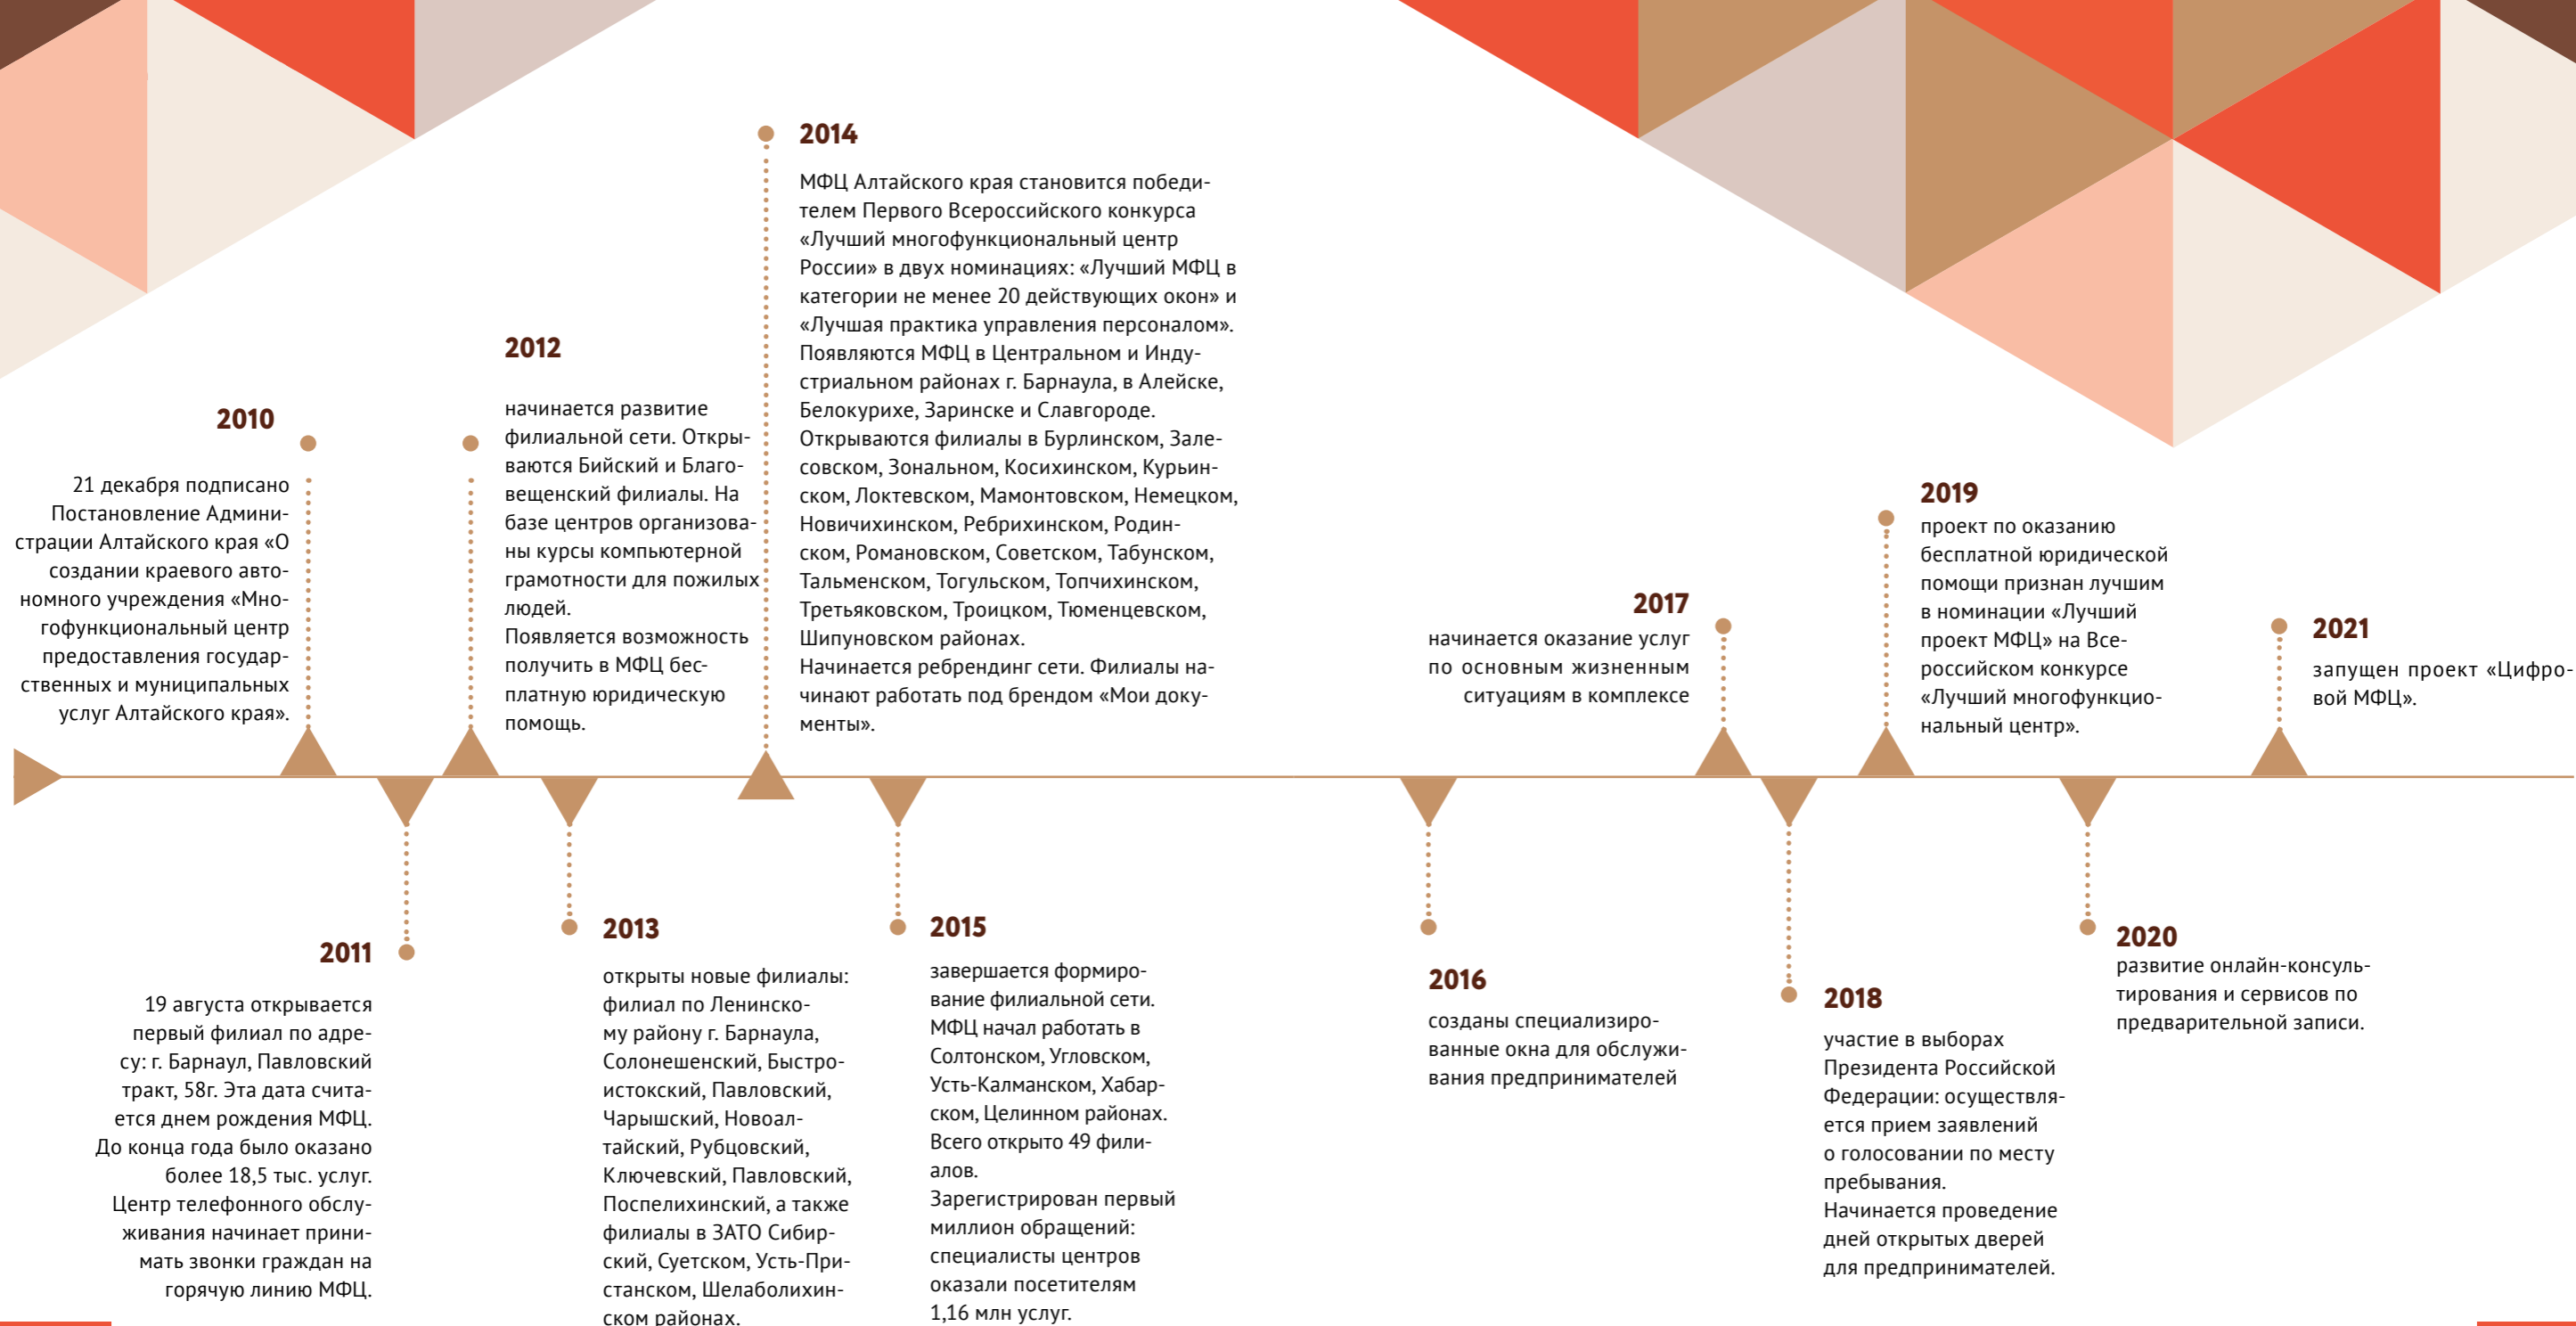 2010
21 декабря подписано
Постановление Админи-
страции Алтайского края «О
создании краевого авто-
номного учреждения «Мно-
гофункциональный центр
предоставления государ-
ственных и муниципальных
услуг Алтайского края».
2011
19 августа открывается
первый филиал по адре-
су: г. Барнаул, Павловский
тракт, 58г. Эта дата счита-
ется днем рождения МФЦ.
До конца года было оказано
более 18,5 тыс. услуг.
Центр телефонного обслу-
живания начинает прини-
мать звонки граждан на
горячую линию МФЦ.
2012
начинается развитие
филиальной сети. Откры-
ваются Бийский и Благо-
вещенский филиалы. На
базе центров организова-
ны курсы компьютерной
грамотности для пожилых
людей.
Появляется возможность
получить в МФЦ бес-
платную юридическую
помощь.
2013
открыты новые филиалы:
филиал по Ленинско-
му району г. Барнаула,
Солонешенский, Быстро-
истокский, Павловский,
Чарышский, Новоал-
тайский, Рубцовский,
Ключевский, Павловский,
Поспелихинский, а также
филиалы в ЗАТО Сибир-
ский, Суетском, Усть-При-
станском, Шелаболихин-
ском районах.
2014
МФЦ Алтайского края становится победи-
телем Первого Всероссийского конкурса
«Лучший многофункциональный центр
России» в двух номинациях: «Лучший МФЦ в
категории не менее 20 действующих окон» и
«Лучшая практика управления персоналом».
Появляются МФЦ в Центральном и Инду-
стриальном районах г. Барнаула, в Алейске,
Белокурихе, Заринске и Славгороде.
Открываются филиалы в Бурлинском, Зале-
совском, Зональном, Косихинском, Курьин-
ском, Локтевском, Мамонтовском, Немецком,
Новичихинском, Ребрихинском, Родин-
ском, Романовском, Советском, Табунском,
Тальменском, Тогульском, Топчихинском,
Третьяковском, Троицком, Тюменцевском,
Шипуновском районах.
Начинается ребрендинг сети. Филиалы на-
чинают работать под брендом «Мои доку-
менты».
2015
завершается формиро-
вание филиальной сети.
МФЦ начал работать в
Солтонском, Угловском,
Усть-Калманском, Хабар-
ском, Целинном районах.
Всего открыто 49 фили-
алов.
Зарегистрирован первый
миллион обращений:
специалисты центров
оказали посетителям
1,16 млн услуг.
2016
созданы специализиро-
ванные окна для обслужи-
вания предпринимателей
2017
начинается оказание услуг
по основным жизненным
ситуациям в комплексе
2018
участие в выборах
Президента Российской
Федерации: осуществля-
ется прием заявлений
о голосовании по месту
пребывания.
Начинается проведение
дней открытых дверей
для предпринимателей.
2019
проект по оказанию
бесплатной юридической
помощи признан лучшим
в номинации «Лучший
проект МФЦ» на Все-
российском конкурсе
«Лучший многофункцио-
нальный центр».
2020
развитие онлайн-консуль-
тирования и сервисов по
предварительной записи.
2021
запущен проект «Цифро-
вой МФЦ».